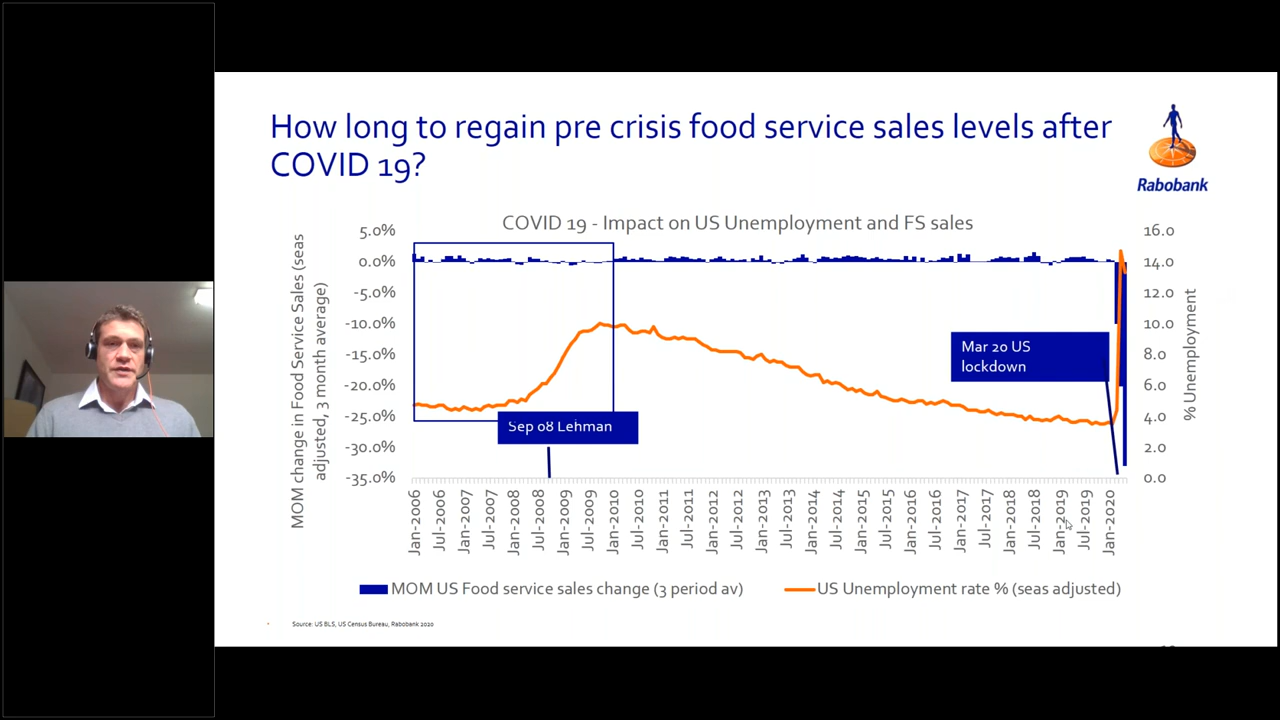 How long to regain pre crisis food service sales levels after
COVID 19?
Rabobank
COVID 19 - Impact on US Unemployment and FS sales
MOM change in Food Service Sales (seas
adjusted, 3 month average)
5.0%
0.0%
-5.0%
-10.0%
-15.0%
-20.0%
-25.0%
-30.0%
-35.0%
16.0
14.0
12.0
10.0
8.0
6.0
4.0
2.0
0.0
% Unemployment
Mar 20 US
lockdown
Sep 08 Lehman
Jan-2006
Jul-2006
Jan-2007
Jul-2007
Jan-2008
Jul-2008
Jan-2009
Jul-2009
Jan-2010
Jul-2010
Jan-2011
Jul-2011
Jan-2012
Jul-2012
Jan-2013
Jul-2013
Jan-2014
Jul-2014
Jan-2015
Jul-2015
Jan-2016
Jul-2016
Jan-2017
Jul-2017
Jan-2018
Jul-2018
Jan-2019
Jul-2019
Jan-2020
MOM US Food service sales change (3 period av)
US Unemployment rate % (seas adjusted)
Source: US BLS, US Census Bureau, Rabobank 2020